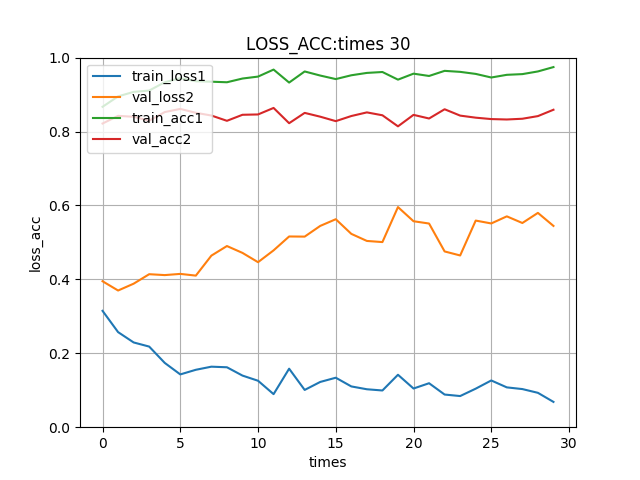 LOSS_ACC:times 30
1.0
0.8
0.6
0.4
0.2
0.0
loss_acc
train_loss1
val_loss2
train_acc1
val_acc2
0 5 10 15 20 25 30
times